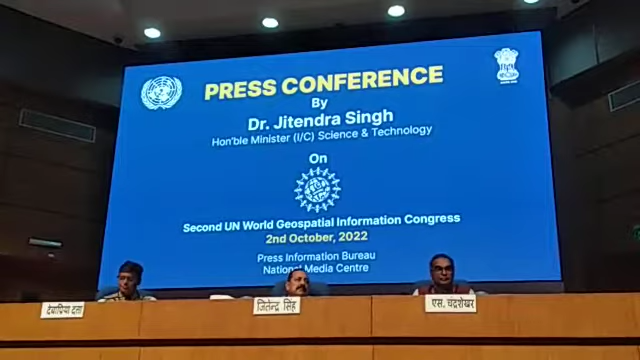 PRESS CONFERENCE
By
Dr. Jitendra Singh
Hon'ble Minister (I/C) Science & Technology
On
Second UN World Geospatial Information Congress
2nd October, 2022
Press Information Bureau
National Media Centre
देबाप्रिया दत्ता
जितेन्द्र सिंह
एस. चंद्रशेखर